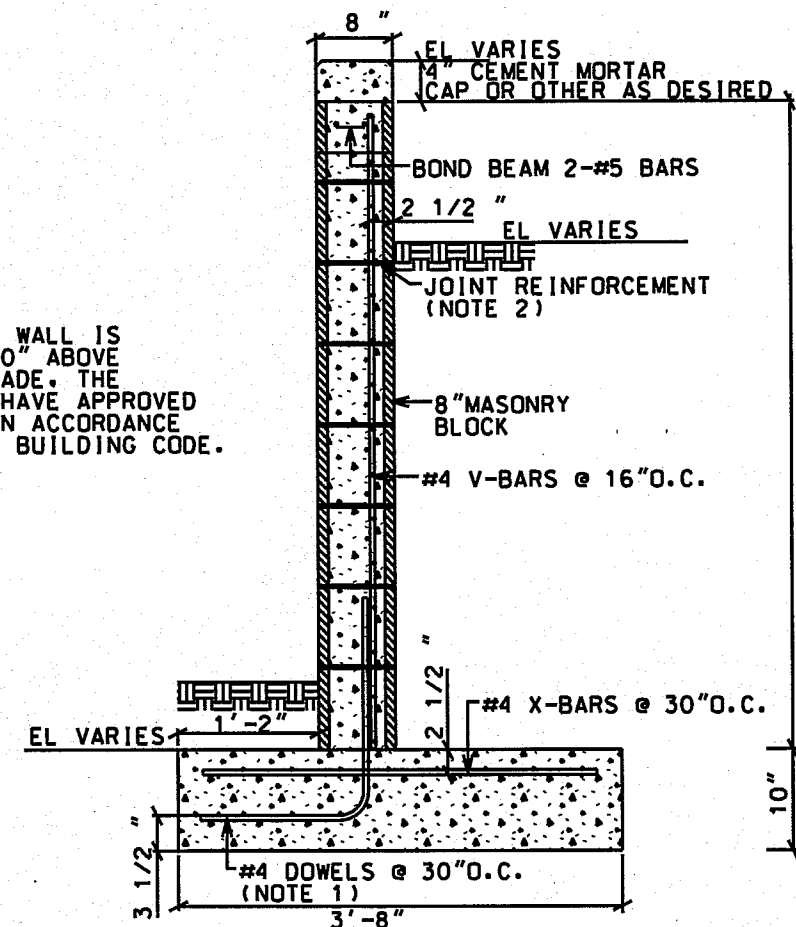 8 "
EL VARIES
4" CEMENT MORTAR
CAP OR OTHER AS DESIRED
BOND BEAM 2-#5 BARS
2 1/2 "
EL VARIES
JOINT REINFORCEMENT
(NOTE 2)
WALL IS
0" ABOVE
ADE. THE
HAVE APPROVED
N ACCORDANCE
BUILDING CODE.
8"MASONRY
BLOCK
#4 V-BARS @ 16"O.C.
2 1/2 "
#4 X-BARS @ 30"O.C.
1'-2"
EL VARIES
10"
3 1/2 "
#4 DOWELS @ 30"O.C.
(NOTE 1)
3'-8"